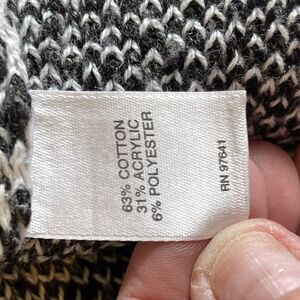 63% COTTON
31% ACRYLIC
6% POLYESTER
RN 97641